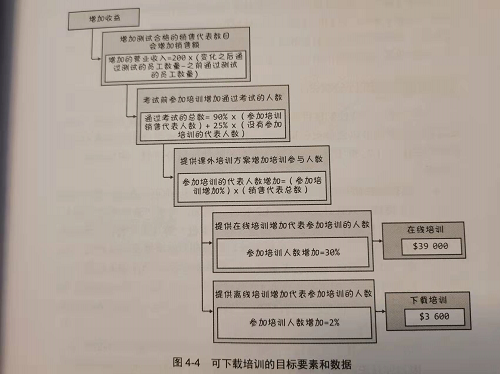 增加收益
增加测试合格的销售代表数目
会增加销售额
增加的营业收入=200×(变化之后通
过测试的员工数量-之前通过测试
的员工数量)
考试前参加培训增加通过考试的人数
通过考试的总数= 90% ×(参加培训
销售代表人数)+ 25% ×(没有参
加培训的代表人数)
提供课外培训方案增加培训参与人数
参加培训的代表人数增加=(参加培
训增加%)×(销售代表总数)
提供在线培训增加代表参加培训的人数
参加培训人数增加=30%
在线培训
$39 000
提供离线培训增加代表参加培训的人数
参加培训人数增加=2%
下载培训
$3 600
图 4-4 可下载培训的目标要素和数据